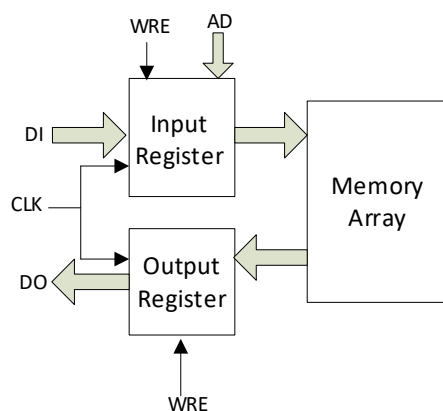 WRE
AD
DI
Input
Register
CLK
Memory
Array
DO
Output
Register
WRE